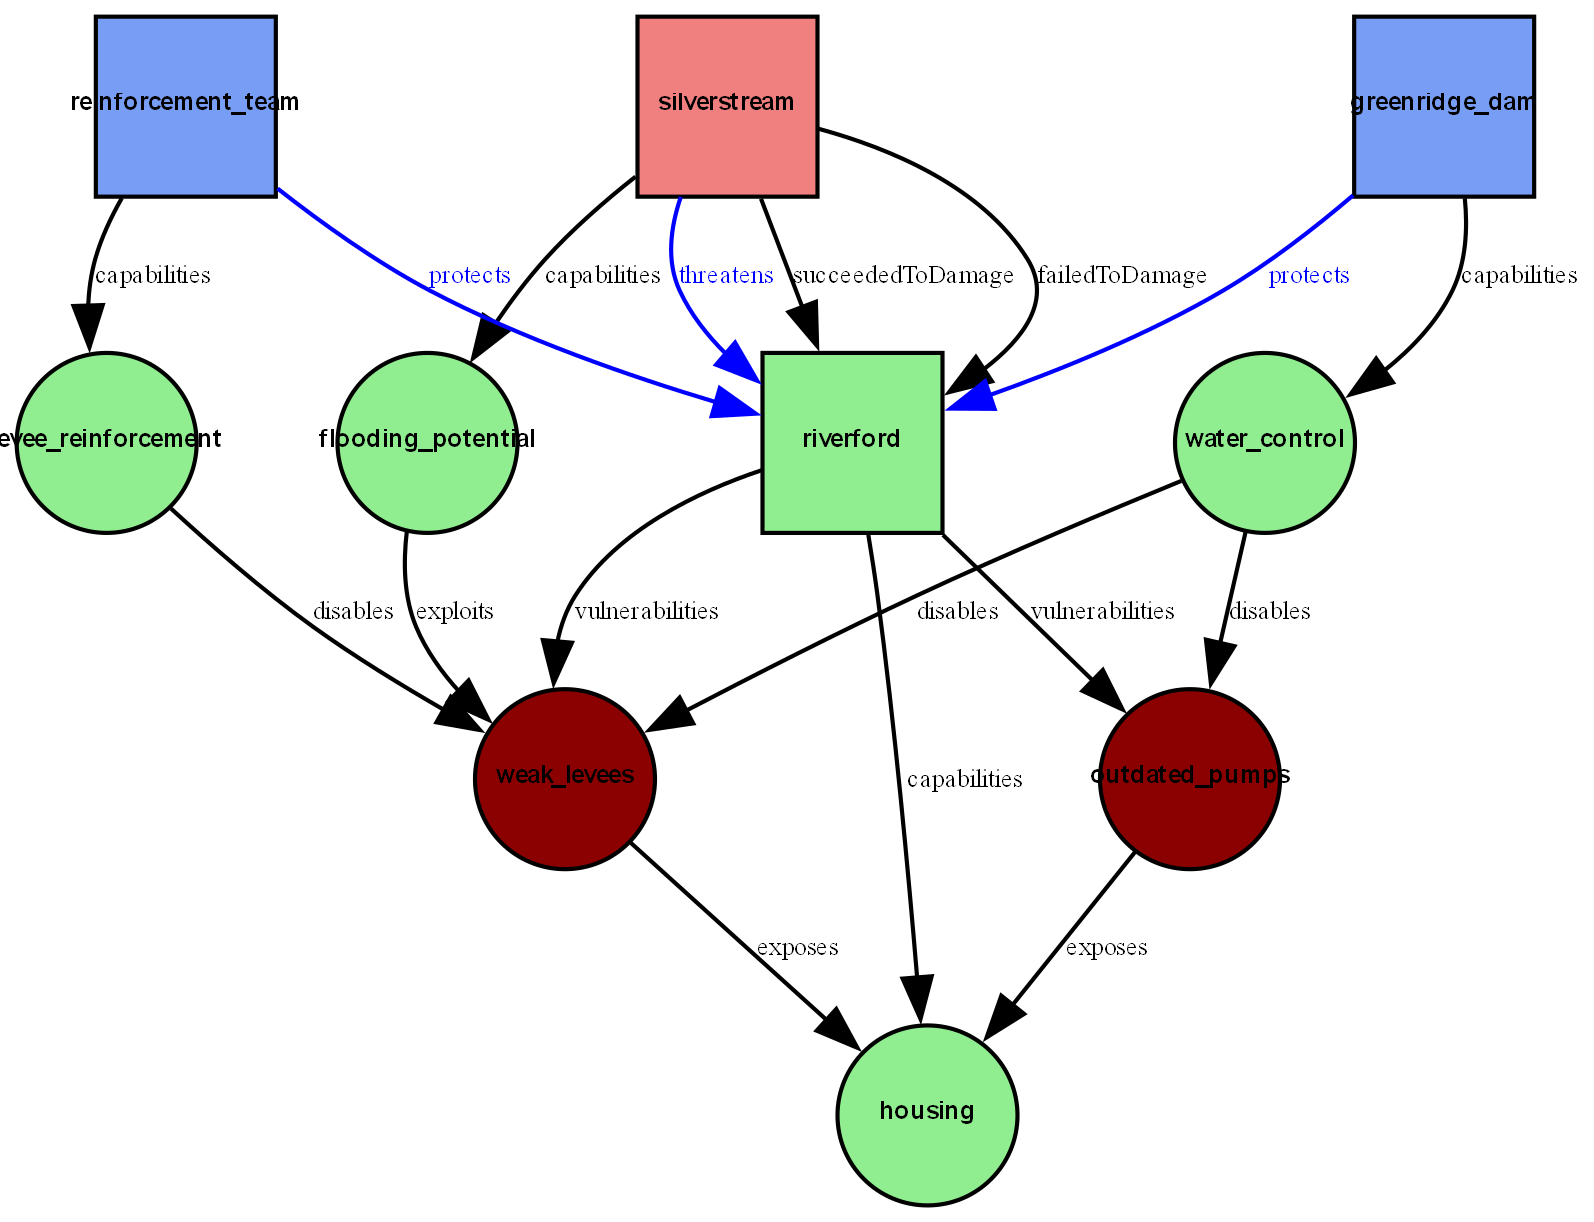 reinforcement_team
silverstream
greenridge_dam
capabilities
protects
capabilities
threatens
succeededToDamage
failedToDamage
protects
capabilities
evee_reinforcement
flooding_potential
riverford
water_control
disables
exploits
vulnerabilities
disables
vulnerabilities
disables
weak_levees
capabilities
outdated_pumps
exposes
exposes
housing